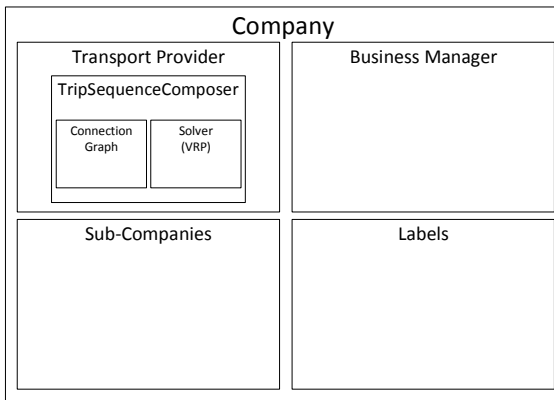 Company
Transport Provider
Business Manager
TripSequenceComposer
Connection
Graph
Solver
(VRP)
Sub-Companies
Labels